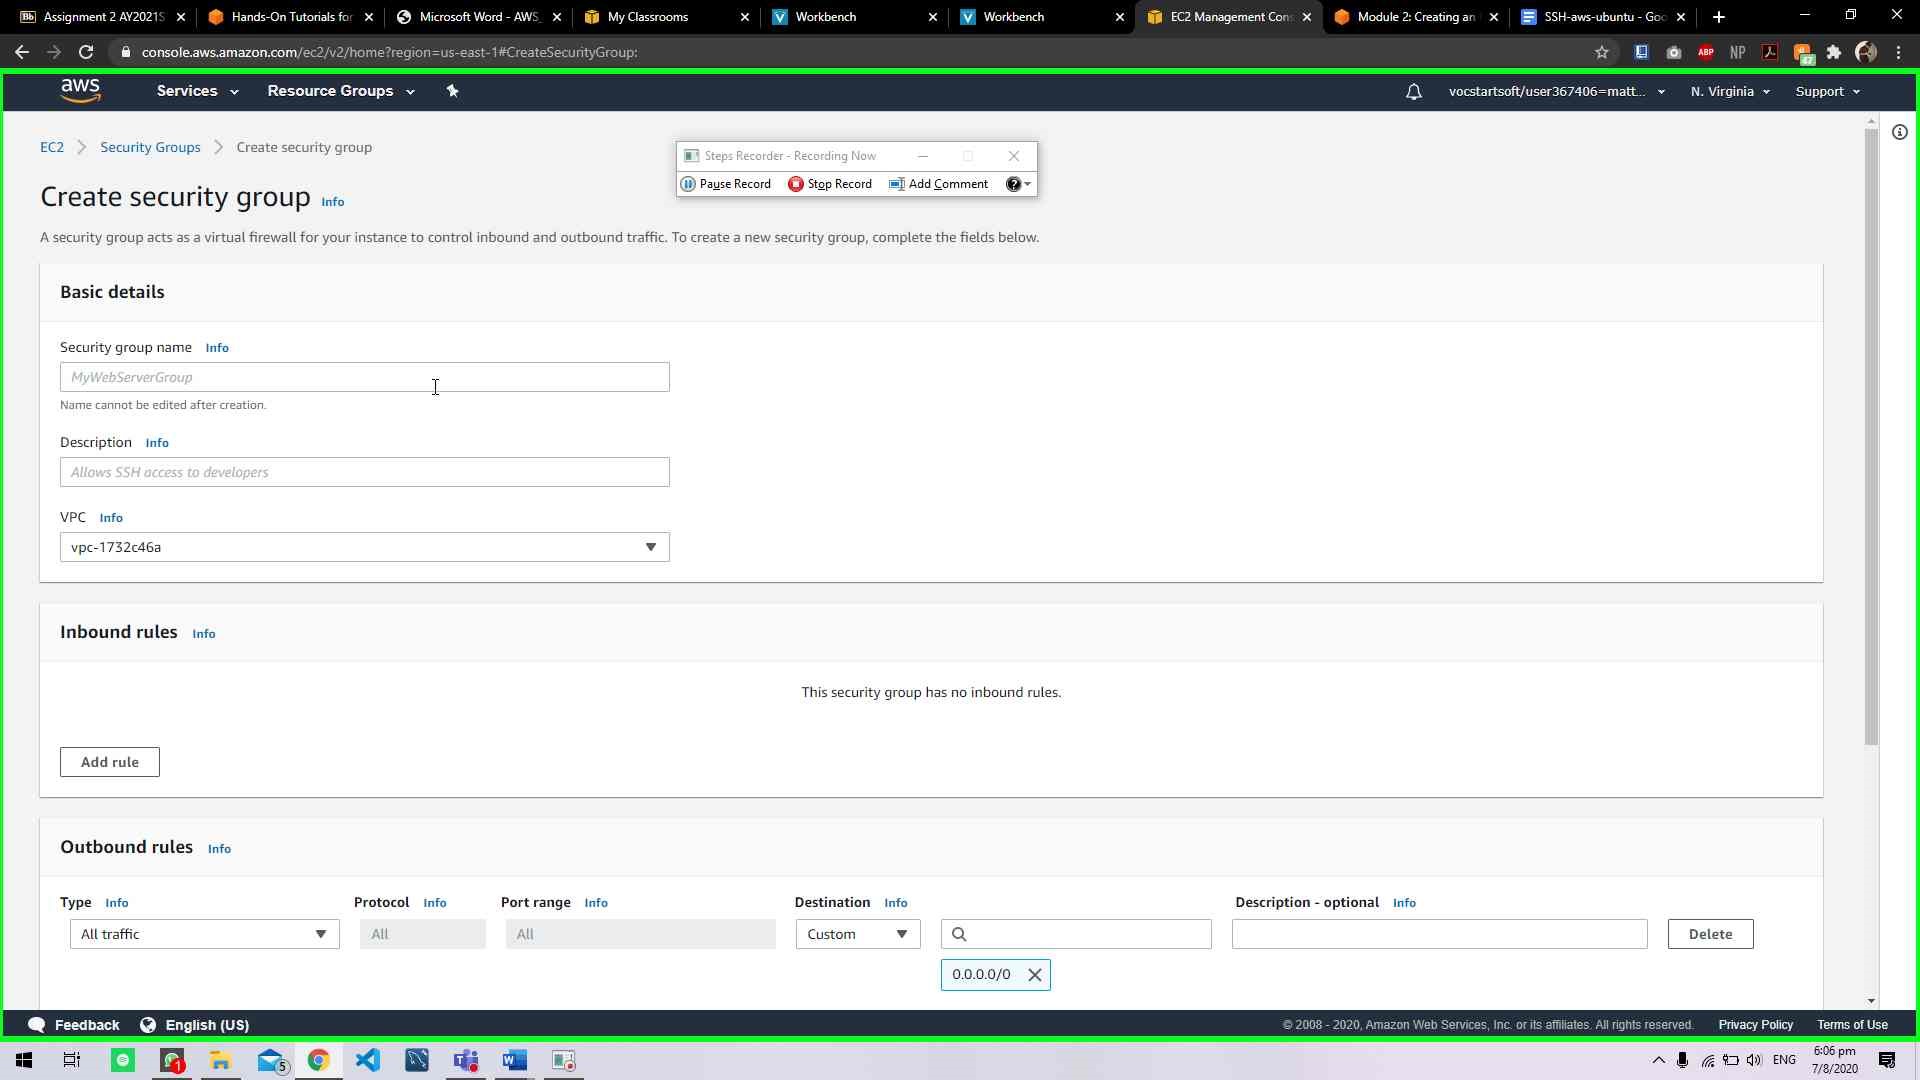 Bb Assignment 2 AY2021S
Hands-On Tutorials for
Microsoft Word - AWS_
My Classrooms
Workbench
Workbench
EC2 Management Cons
Module 2: Creating an
SSH-aws-ubuntu - Goo
console.aws.amazon.com/ec2/v2/home?region=us-east-1#CreateSecurityGroup:
ABP
NP
47
aws
Services
Resource Groups
vocstartsoft/user367406=matt...
N. Virginia
Support
EC2
Security Groups
Create security group
Steps Recorder - Recording Now
Pause Record
Stop Record
Add Comment
Create security group Info
A security group acts as a virtual firewall for your instance to control inbound and outbound traffic. To create a new security group, complete the fields below.
Basic details
Security group name Info
MyWebServerGroup
Name cannot be edited after creation.
Description Info
Allows SSH access to developers
VPC Info
vpc-1732c46a
Inbound rules Info
This security group has no inbound rules.
Add rule
Outbound rules Info
Type Info Protocol Info Port range Info Destination Info Description - optional Info
All traffic All All Custom Delete
0.0.0.0/0
Feedback English (US) © 2008 - 2020, Amazon Web Services, Inc. or its affiliates. All rights reserved. Privacy Policy Terms of Use
1
5
ENG
6:06 pm
7/8/2020